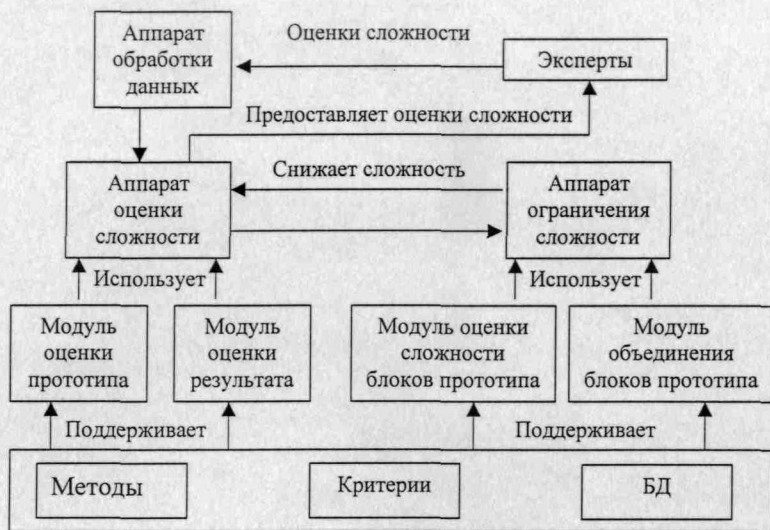 Аппарат
обработки
данных
Оценки сложности
Эксперты
Предоставляет оценки сложности
Аппарат
оценки
сложности
Снижает сложность
Аппарат
ограничения
сложности
Использует
Использует
Модуль
оценки
прототипа
Модуль
оценки
результата
Модуль оценки
сложности
блоков прототипа
Модуль
объединения
блоков прототипа
Поддерживает
Поддерживает
Методы
Критерии
БД